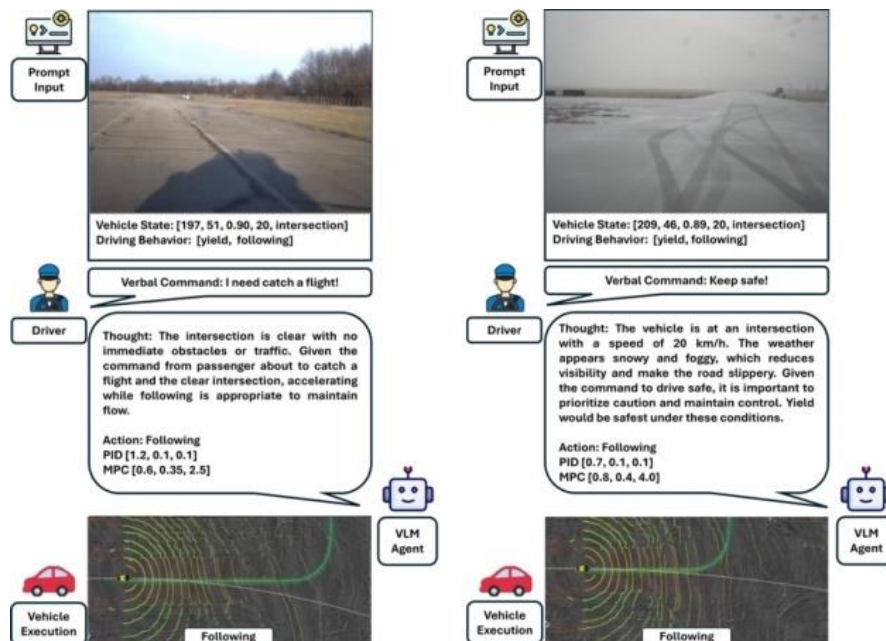 Prompt
Input
Vehicle State: [197, 51, 0.90, 20, intersection]
Driving Behavior: [yield, following]
Verbal Command: I need catch a flight!
Driver
Thought: The intersection is clear with no
immediate obstacles or traffic. Given the
command from passenger about to catch a
flight and the clear intersection, accelerating
while following is appropriate to maintain
flow.
Action: Following
PID [1.2, 0.1, 0.1]
MPC [0.6, 0.35, 2.5]
VLM
Agent
Vehicle
Execution
Following
Prompt
Input
Vehicle State: [209, 46, 0.89, 20, intersection]
Driving Behavior: [yield, following]
Verbal Command: Keep safe!
Driver
Thought: The vehicle is at an intersection
with a speed of 20 km/h. The weather
appears snowy and foggy, which reduces
visibility and make the road slippery. Given
the command to drive safe, it is important to
prioritize caution and maintain control. Yield
would be safest under these conditions.
Action: Following
PID [0.7, 0.1, 0.1]
MPC [0.8, 0.4, 4.0]
VLM
Agent
Vehicle
Execution
Following